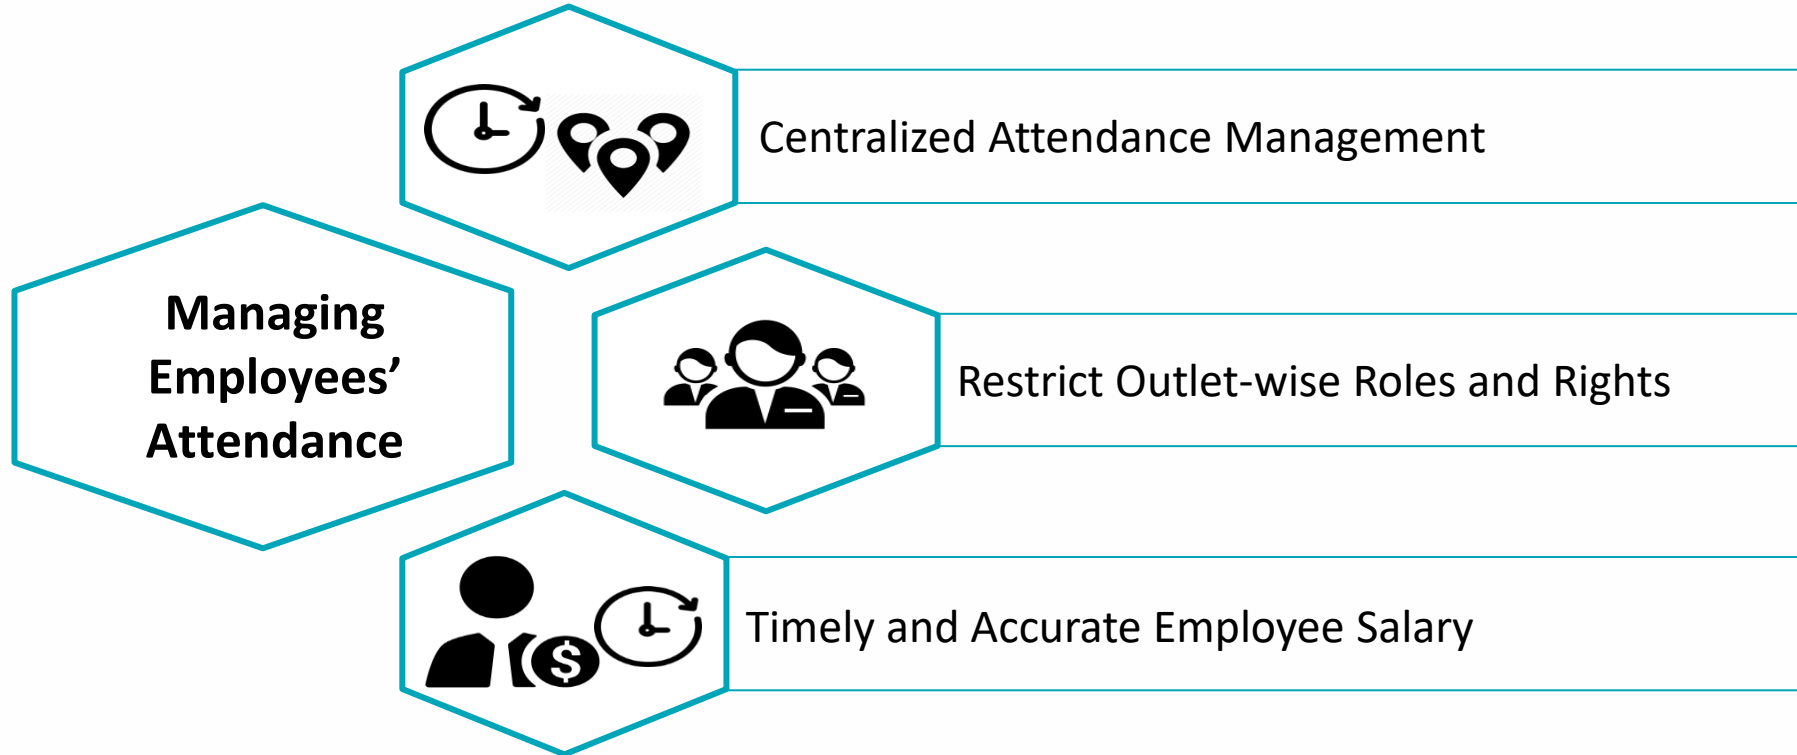 Centralized Attendance Management
Managing
Employees’
Attendance
Restrict Outlet-wise Roles and Rights
$
Timely and Accurate Employee Salary